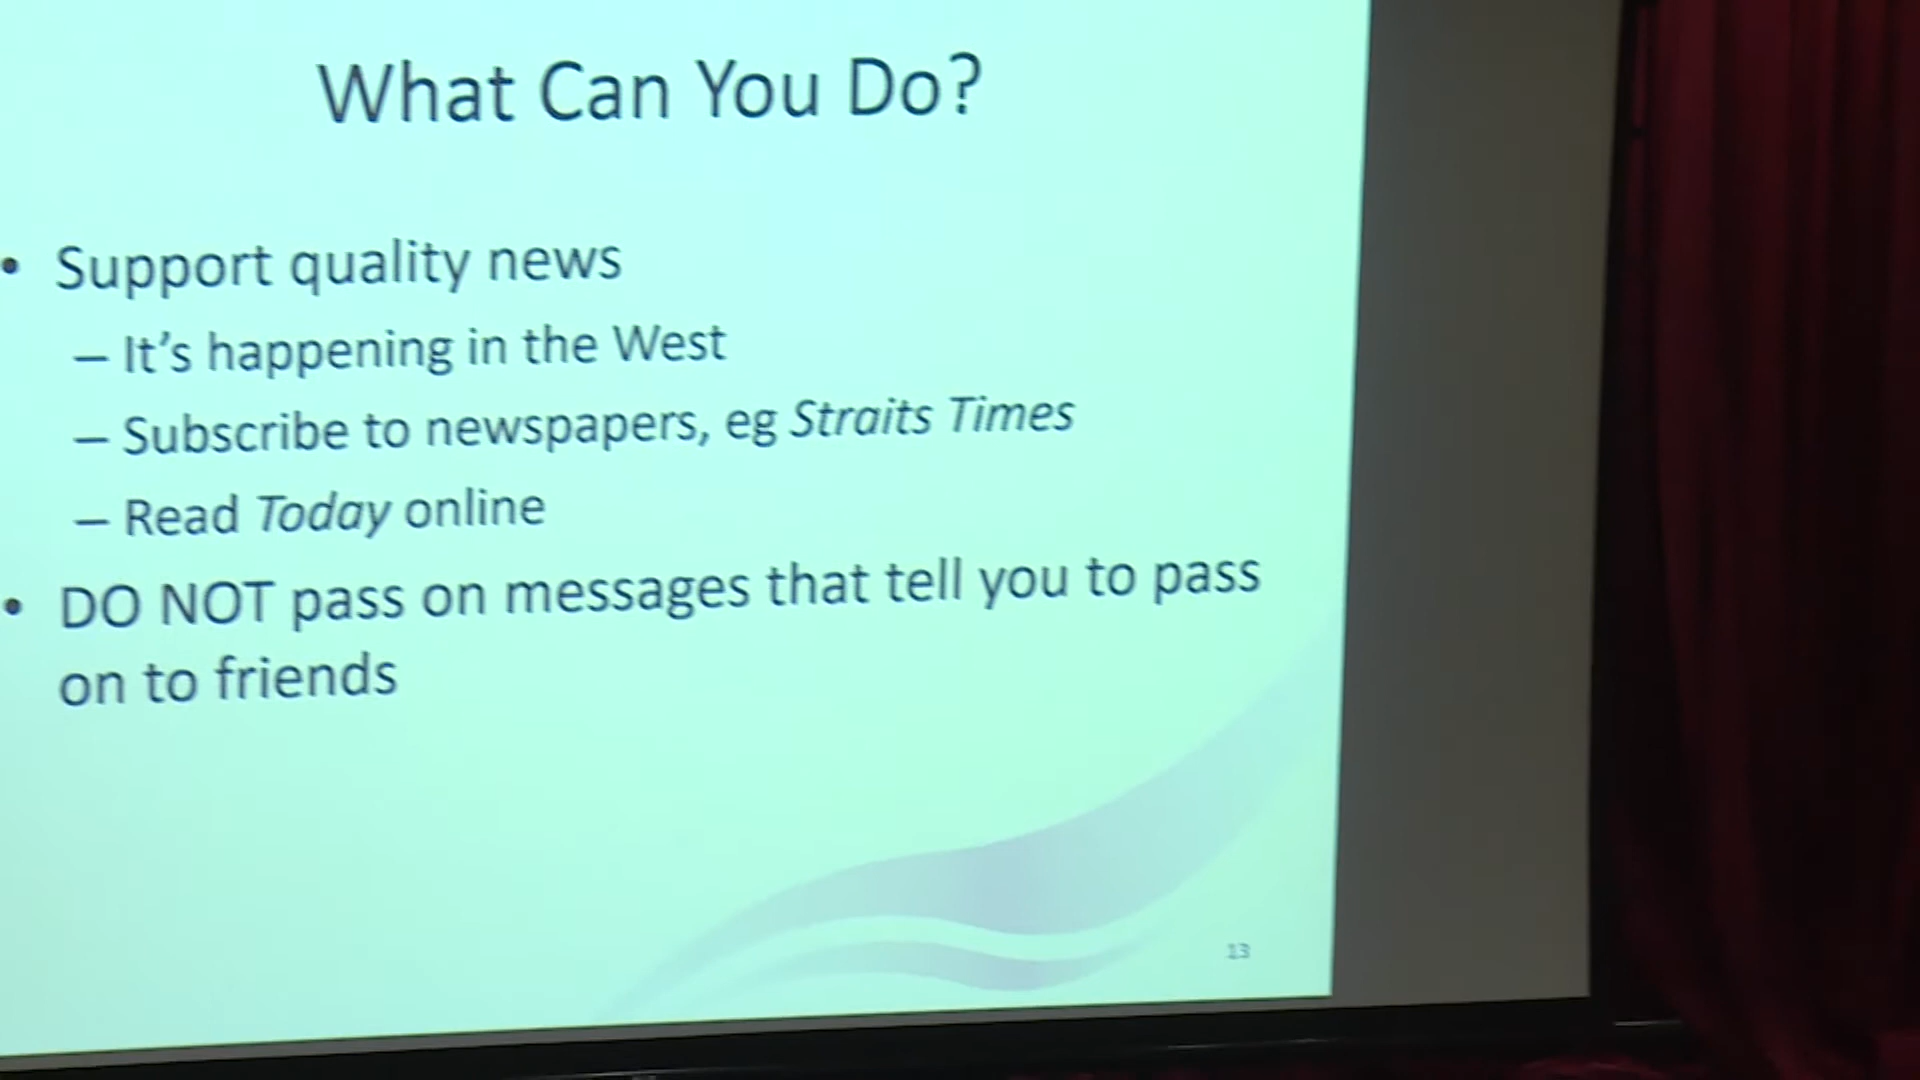 What Can You Do?
• Support quality news
– It's happening in the West
– Subscribe to newspapers, eg Straits Times
– Read Today online
• DO NOT pass on messages that tell you to pass
on to friends
13